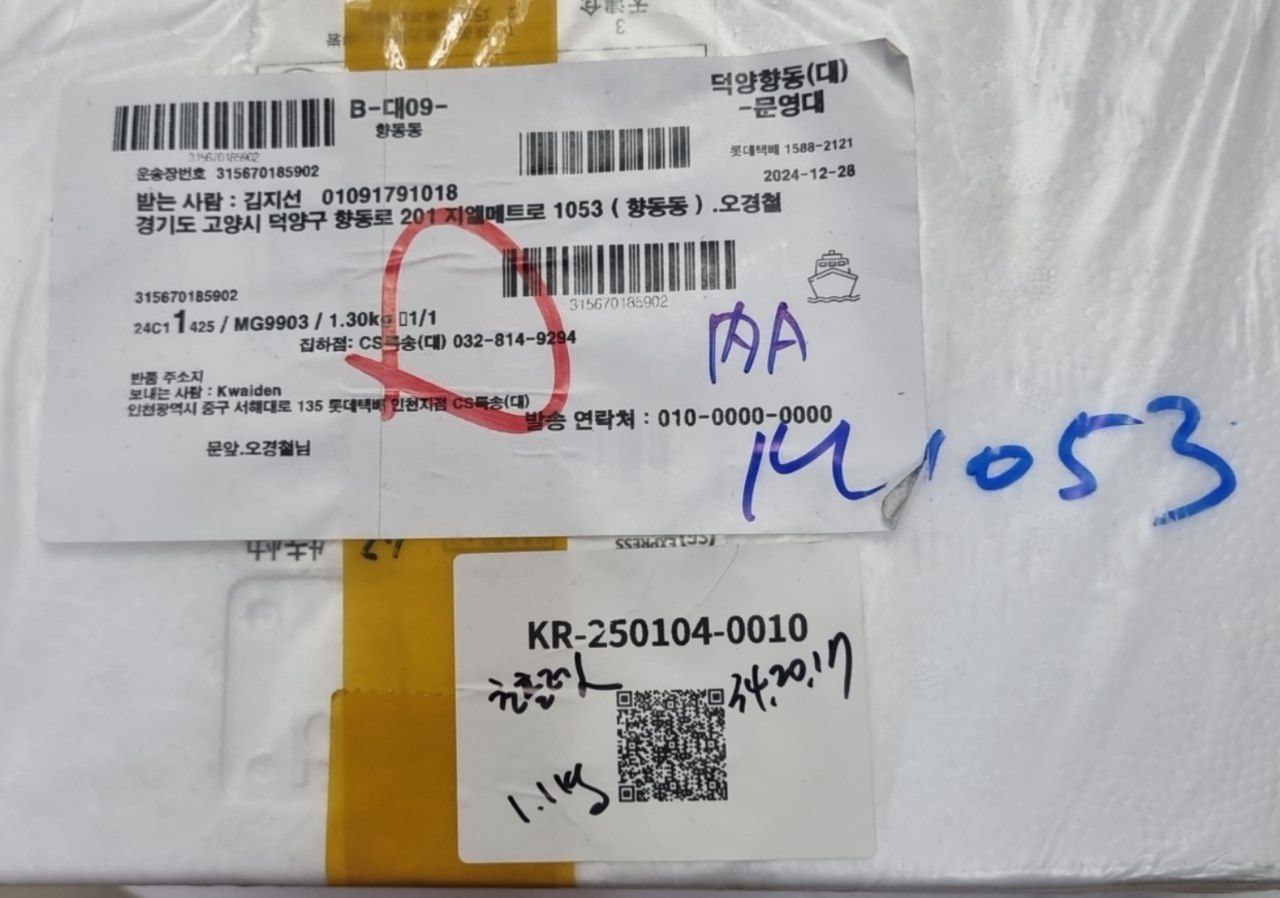 B-대09-
향동동
덕양향동(대)
-문영대
315670185902
운송장번호 315670185902
롯데택배 1588-2121
2024-12-28
받는 사람 : 김지선 01091791018
경기도 고양시 덕양구 향동로 201 지엘메트로 1053 ( 향동동 ) .오경철
315670185902
315670185902
24C1 1 425 / MG9903 / 1.30kg ▯1/1
집하점: CS특송(대) 032-814-9294
반품 주소지
보내는 사람 : Kwaiden
인천광역시 중구 서해대로 135 롯데택배 인천지점 CS특송(대)
발송 연락처 : 010-0000-0000
문앞.오경철님
1053
KR-250104-0010
34.20.17
1.1kg